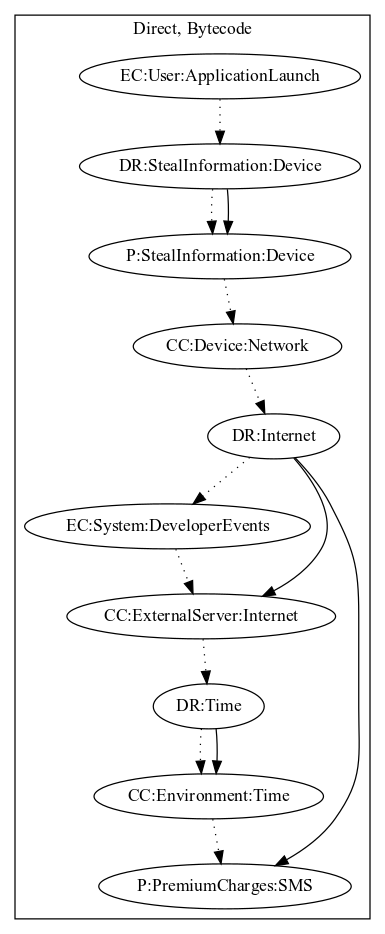 Direct, Bytecode
EC:User:ApplicationLaunch
DR:StealInformation:Device
P:StealInformation:Device
CC:Device:Network
DR:Internet
EC:System:DeveloperEvents
CC:ExternalServer:Internet
DR:Time
CC:Environment:Time
P:PremiumCharges:SMS